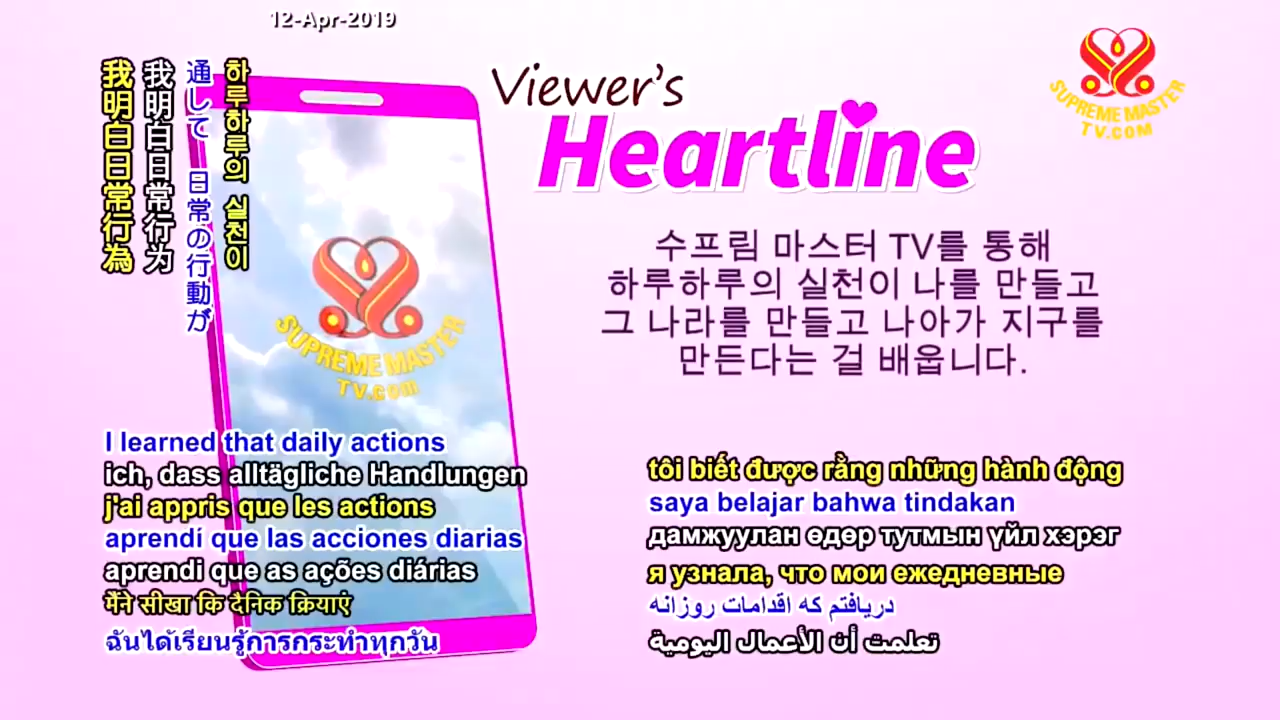 12-Apr-2019
Viewer's
Heartline
SUPREME MASTER
TV.COM
수프림 마스터 TV를 통해
하루하루의 실천이 나를 만들고
그 나라를 만들고 나아가 지구를
만든다는 걸 배웁니다.
하루하루의 실천이
通して 日常の行動が
我明白日常行为
我明白日常行為
SUPREME MASTER
TV.com
I learned that daily actions
ich, dass alltägliche Handlungen
j'ai appris que les actions
aprendí que las acciones diarias
aprendi que as ações diárias
मैंने सीखा कि दैनिक क्रियाएं
ฉันได้เรียนรู้การกระทำทุกวัน
tôi biết được rằng những hành động
saya belajar bahwa tindakan
дамжуулан өдөр тутмын үйл хэрэг
я узнала, что мои ежедневные
دریافتم که اقدامات روزانه
تعلمت أن الأعمال اليومية